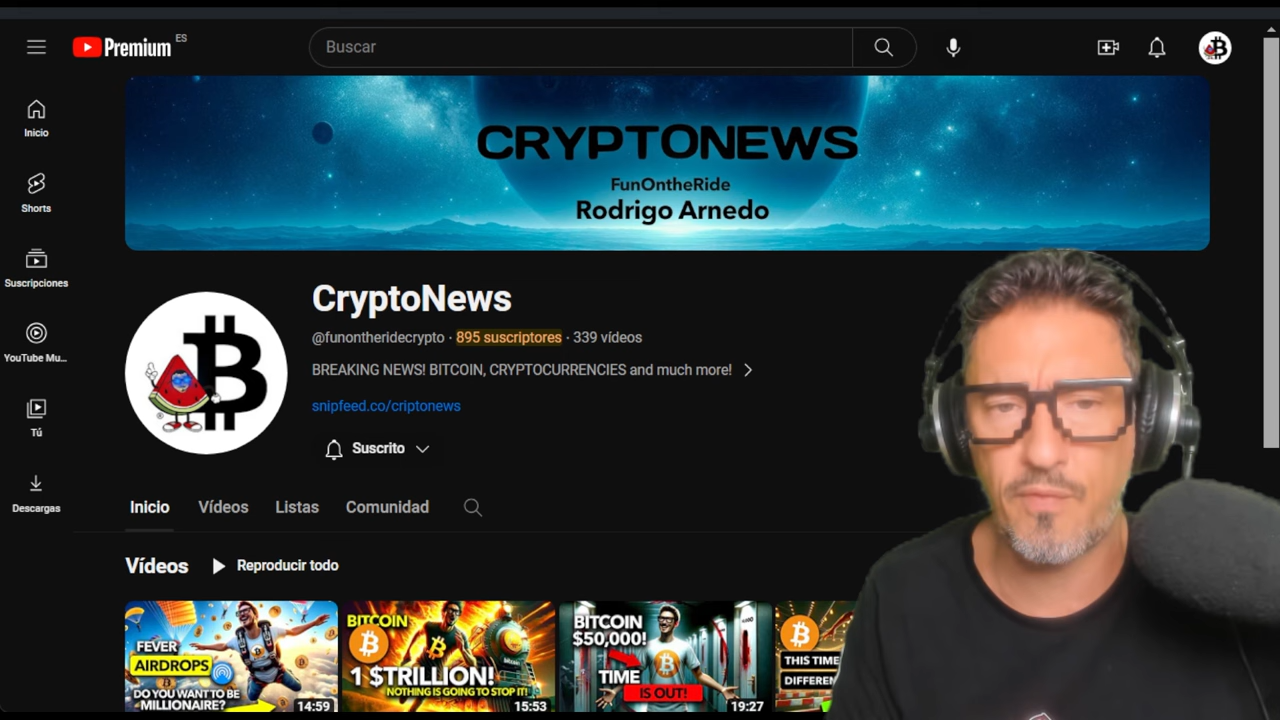 Premium ES
Buscar
Inicio
Shorts
Suscripciones
YouTube Mu...
Tú
Descargas
CRYPTONEWS
FunOntheRide
Rodrigo Arnedo
CryptoNews
@funontheridecrypto · 895 suscriptores · 339 vídeos
BREAKING NEWS! BITCOIN, CRYPTOCURRENCIES and much more!
snipfeed.co/criptonews
Suscrito
Inicio Vídeos Listas Comunidad
Vídeos Reproducir todo
FEVER
AIRDROPS
DO YOU WANT TO BE
MILLIONAIRE?
14:59
BITCOIN
1 $TRILLION!
NOTHING IS GOING TO STOP IT!
15:53
BITCOIN
$50,000!
TIME
IS OUT!
19:27
THIS TIME
DIFFEREN